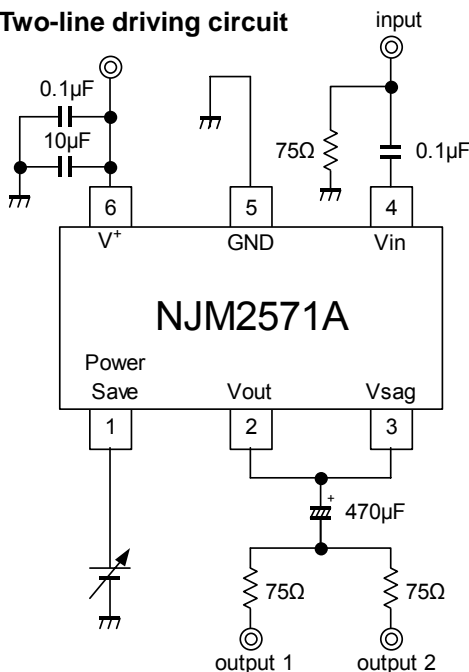 Two-line driving circuit
input
0.1µF
10µF
75Ω
0.1µF
6
5
4
V+
GND
Vin
NJM2571A
Power
Save
Vout
Vsag
1
2
3
+
470µF
75Ω
75Ω
output 1
output 2